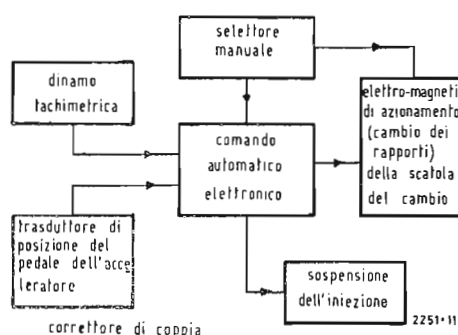 selettore
manuale
dinamo
tachimetrica
elettro-magneti
di azionamento
(cambio dei
rapporti)
della scatola
del cambio
comando
automatico
elettronico
trasduttore di
posizione del
pedale dell'acce
leratore
sospensione
dell'iniezione
correttore di coppia
2251•11